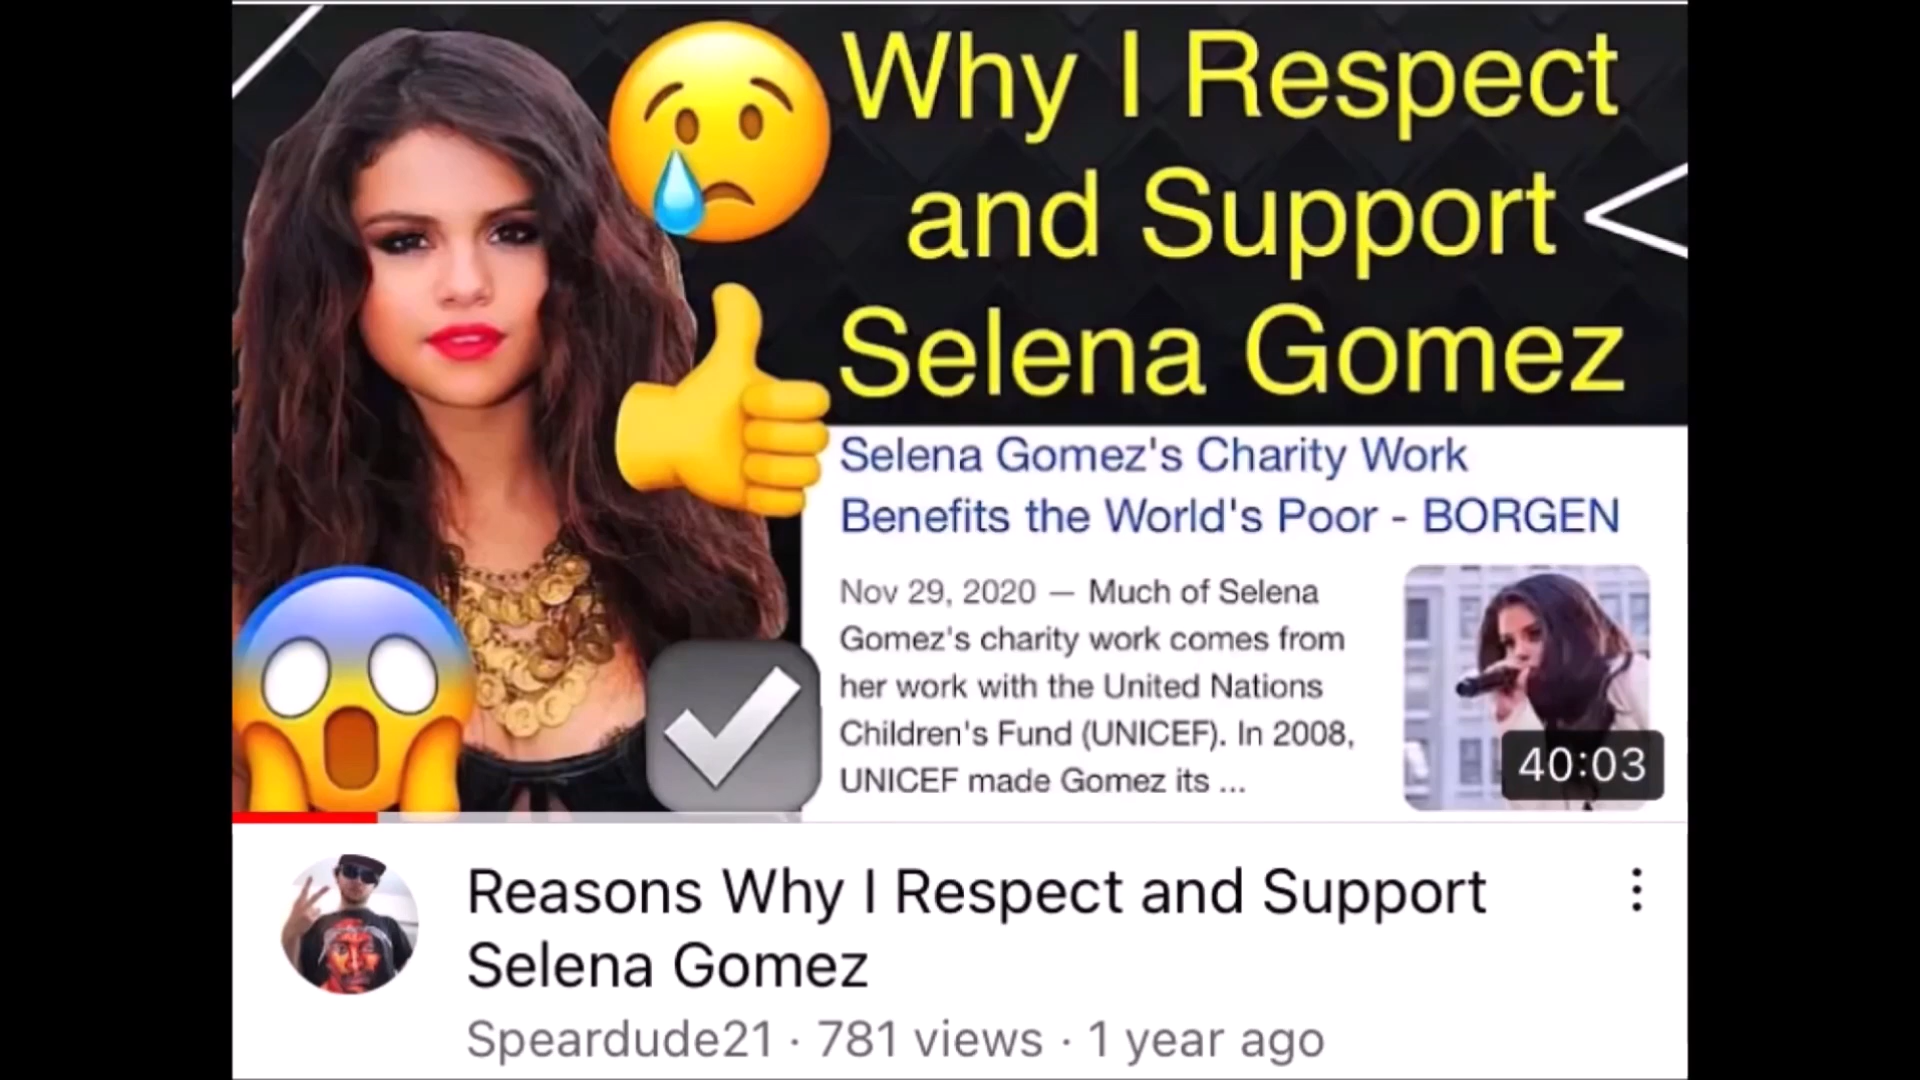 Why I Respect
and Support
Selena Gomez
Selena Gomez's Charity Work
Benefits the World's Poor - BORGEN
Nov 29, 2020 — Much of Selena
Gomez's charity work comes from
her work with the United Nations
Children's Fund (UNICEF). In 2008,
UNICEF made Gomez its ...
40:03
Reasons Why I Respect and Support
Selena Gomez
Speardude21 · 781 views · 1 year ago